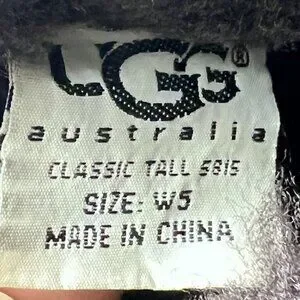 UGG®
australia
CLASSIC TALL 5815
SIZE: W5
MADE IN CHINA